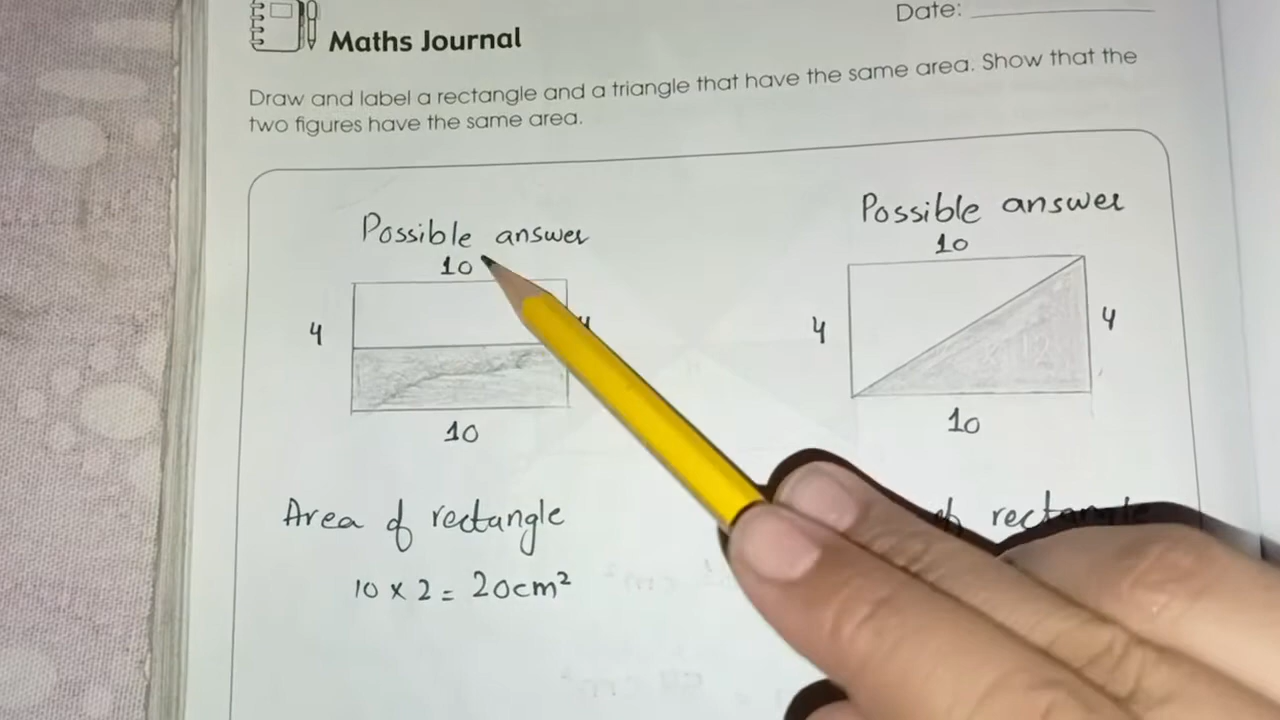 Date:
Maths Journal
Draw and label a rectangle and a triangle that have the same area. Show that the
two figures have the same area.
Possible answer
10
4
10
Area of rectangle
10 x 2 = 20cm²
Possible answer
10
4
4
10
of rectangle